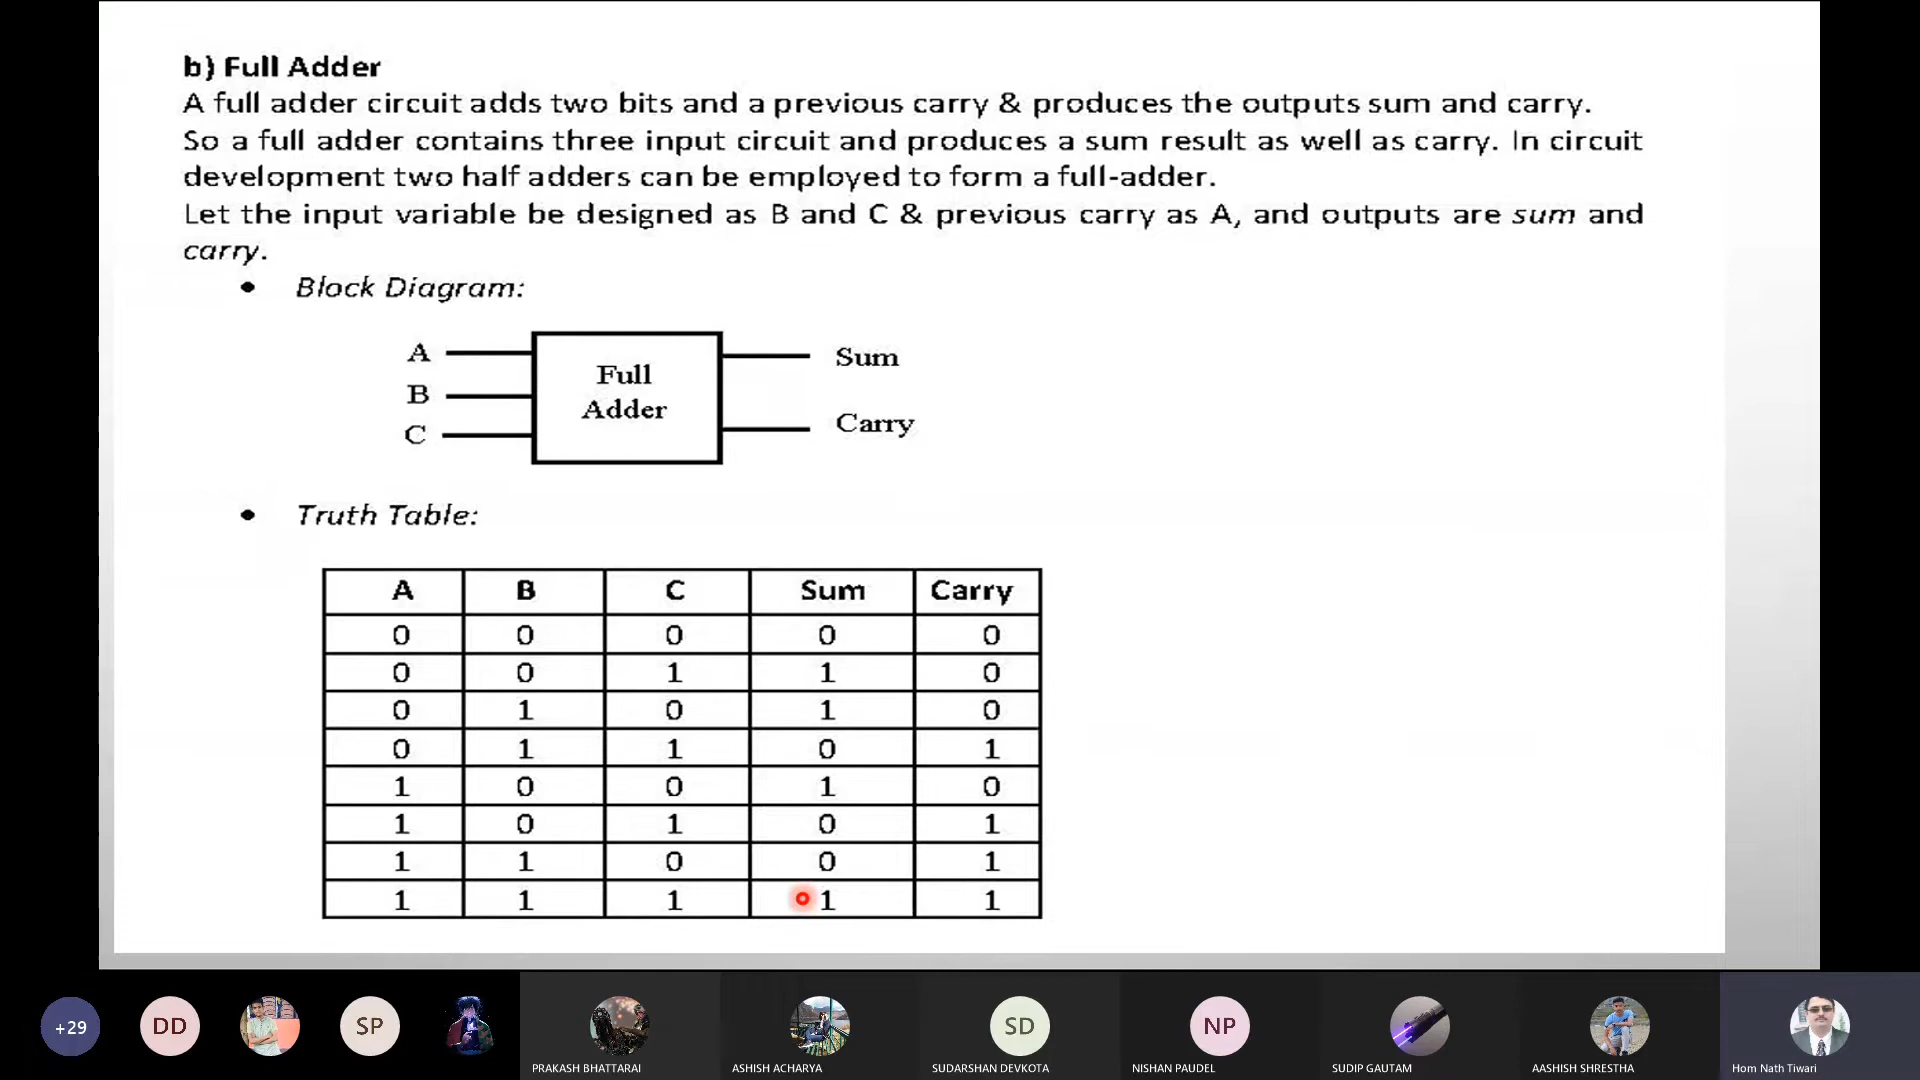 b) Full Adder
A full adder circuit adds two bits and a previous carry & produces the outputs sum and carry.
So a full adder contains three input circuit and produces a sum result as well as carry. In circuit
development two half adders can be employed to form a full-adder.
Let the input variable be designed as B and C & previous carry as A, and outputs are sum and
carry.
• Block Diagram:
A
B
C
Full
Adder
Sum
Carry
• Truth Table:
A B C Sum Carry
0 0 0 0 0
0 0 1 1 0
0 1 0 1 0
0 1 1 0 1
1 0 0 1 0
1 0 1 0 1
1 1 0 0 1
1 1 1 1 1
+29 DD SP SD NP
PRAKASH BHATTARAI ASHISH ACHARYA SUDARSHAN DEVKOTA NISHAN PAUDEL SUDIP GAUTAM AASHISH SHRESTHA Hom Nath Tiwari